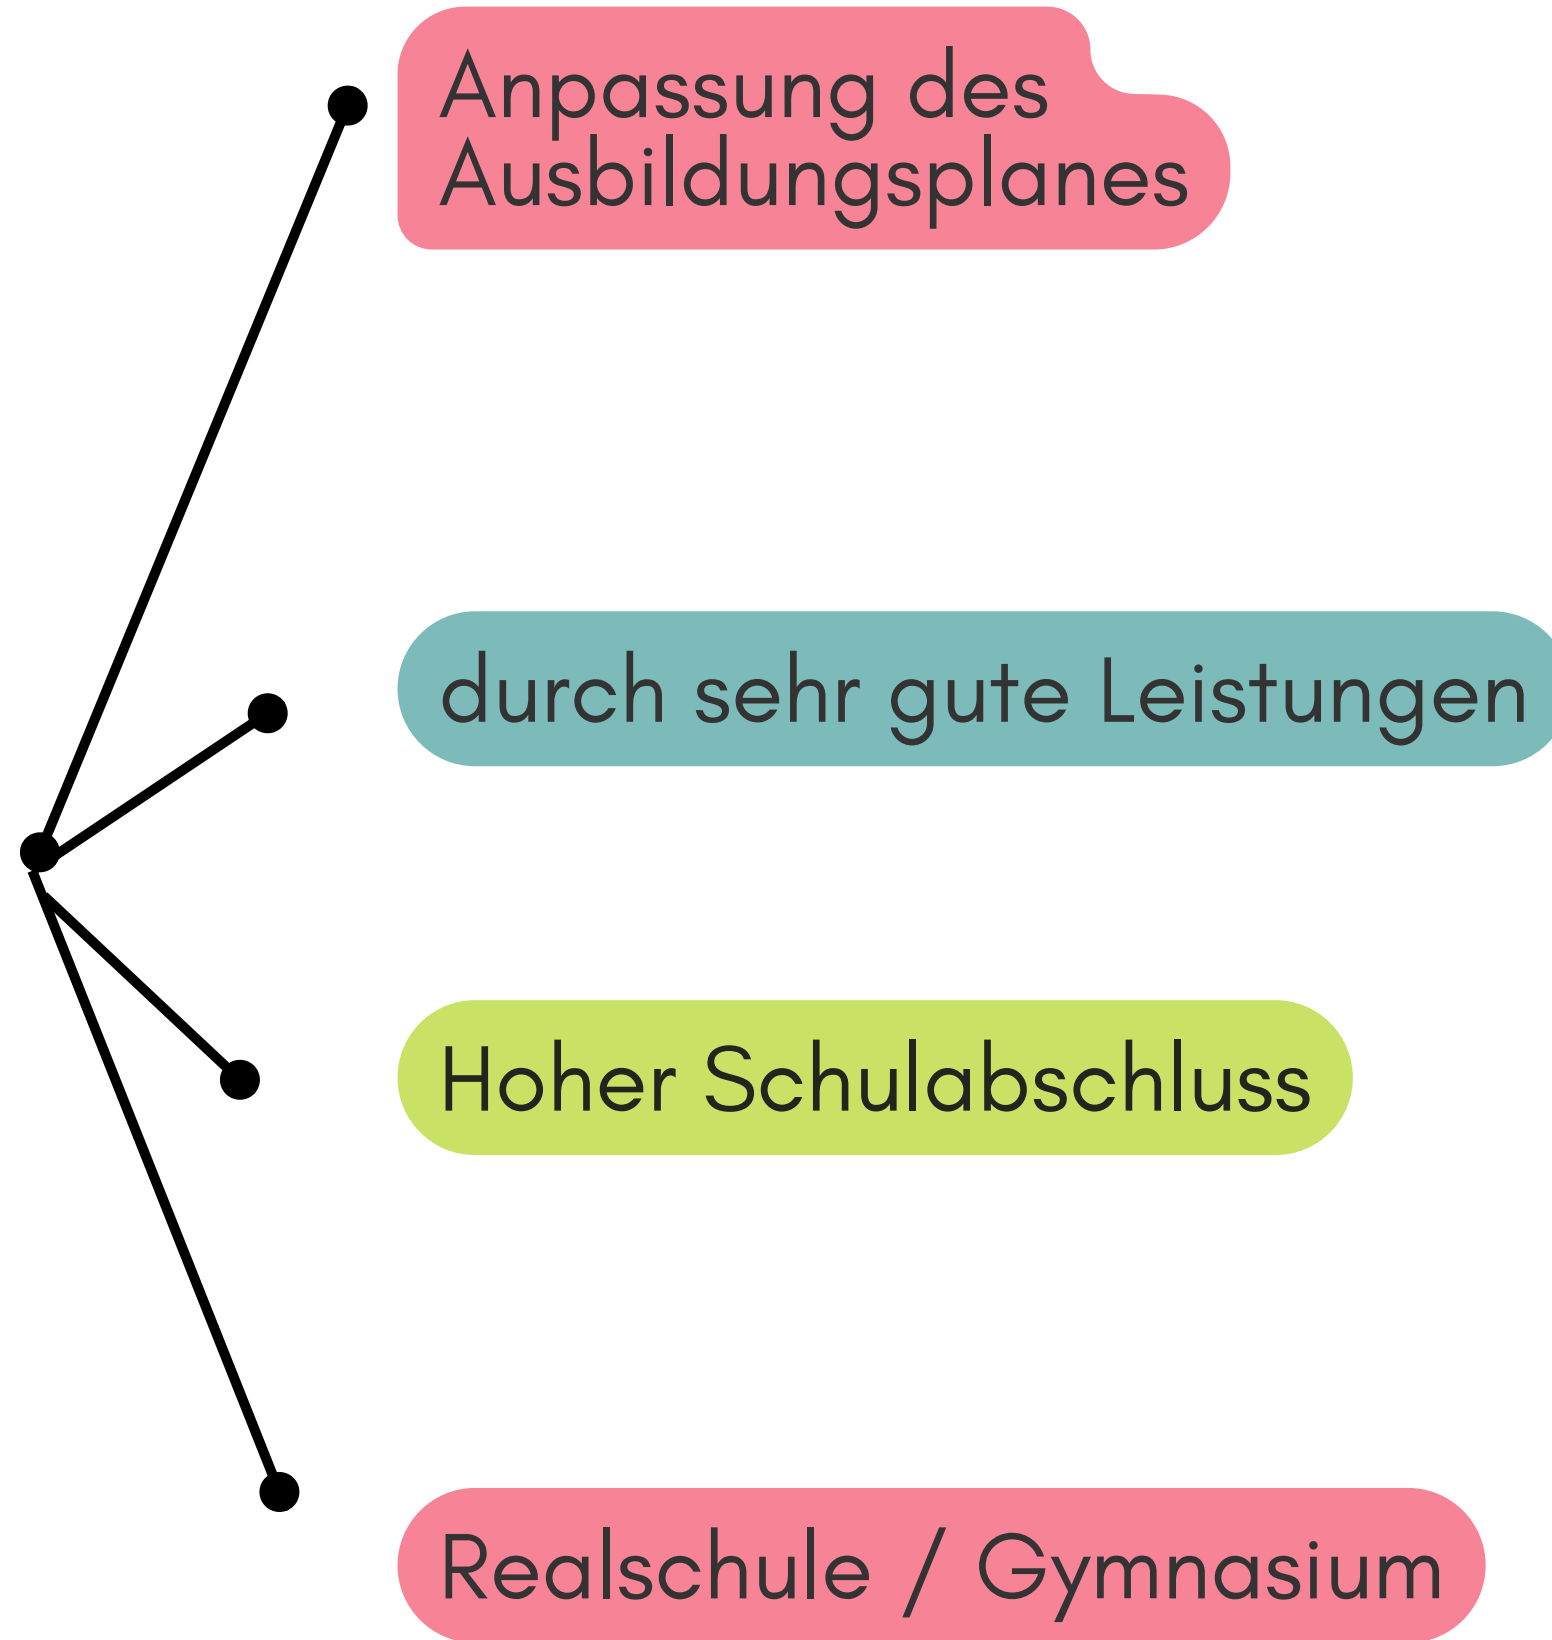 Anpassung des
Ausbildungsplanes
durch sehr gute Leistungen
Hoher Schulabschluss
Realschule / Gymnasium